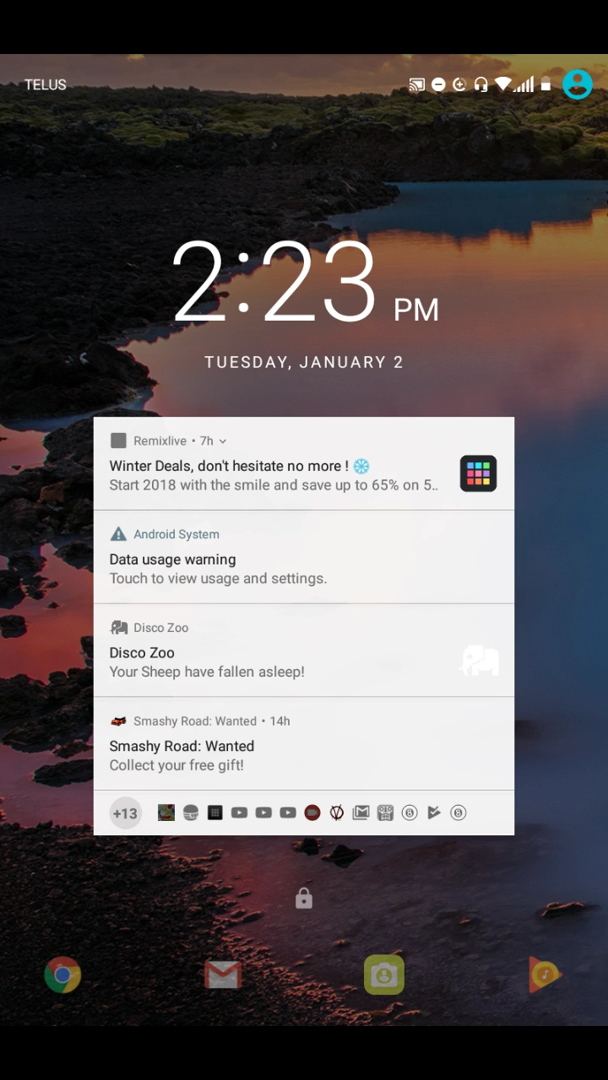 TELUS
2:23 PM
TUESDAY, JANUARY 2
Remixlive • 7h
Winter Deals, don't hesitate no more ! ❄
Start 2018 with the smile and save up to 65% on 5..
Android System
Data usage warning
Touch to view usage and settings.
Disco Zoo
Disco Zoo
Your Sheep have fallen asleep!
Smashy Road: Wanted • 14h
Smashy Road: Wanted
Collect your free gift!
+13